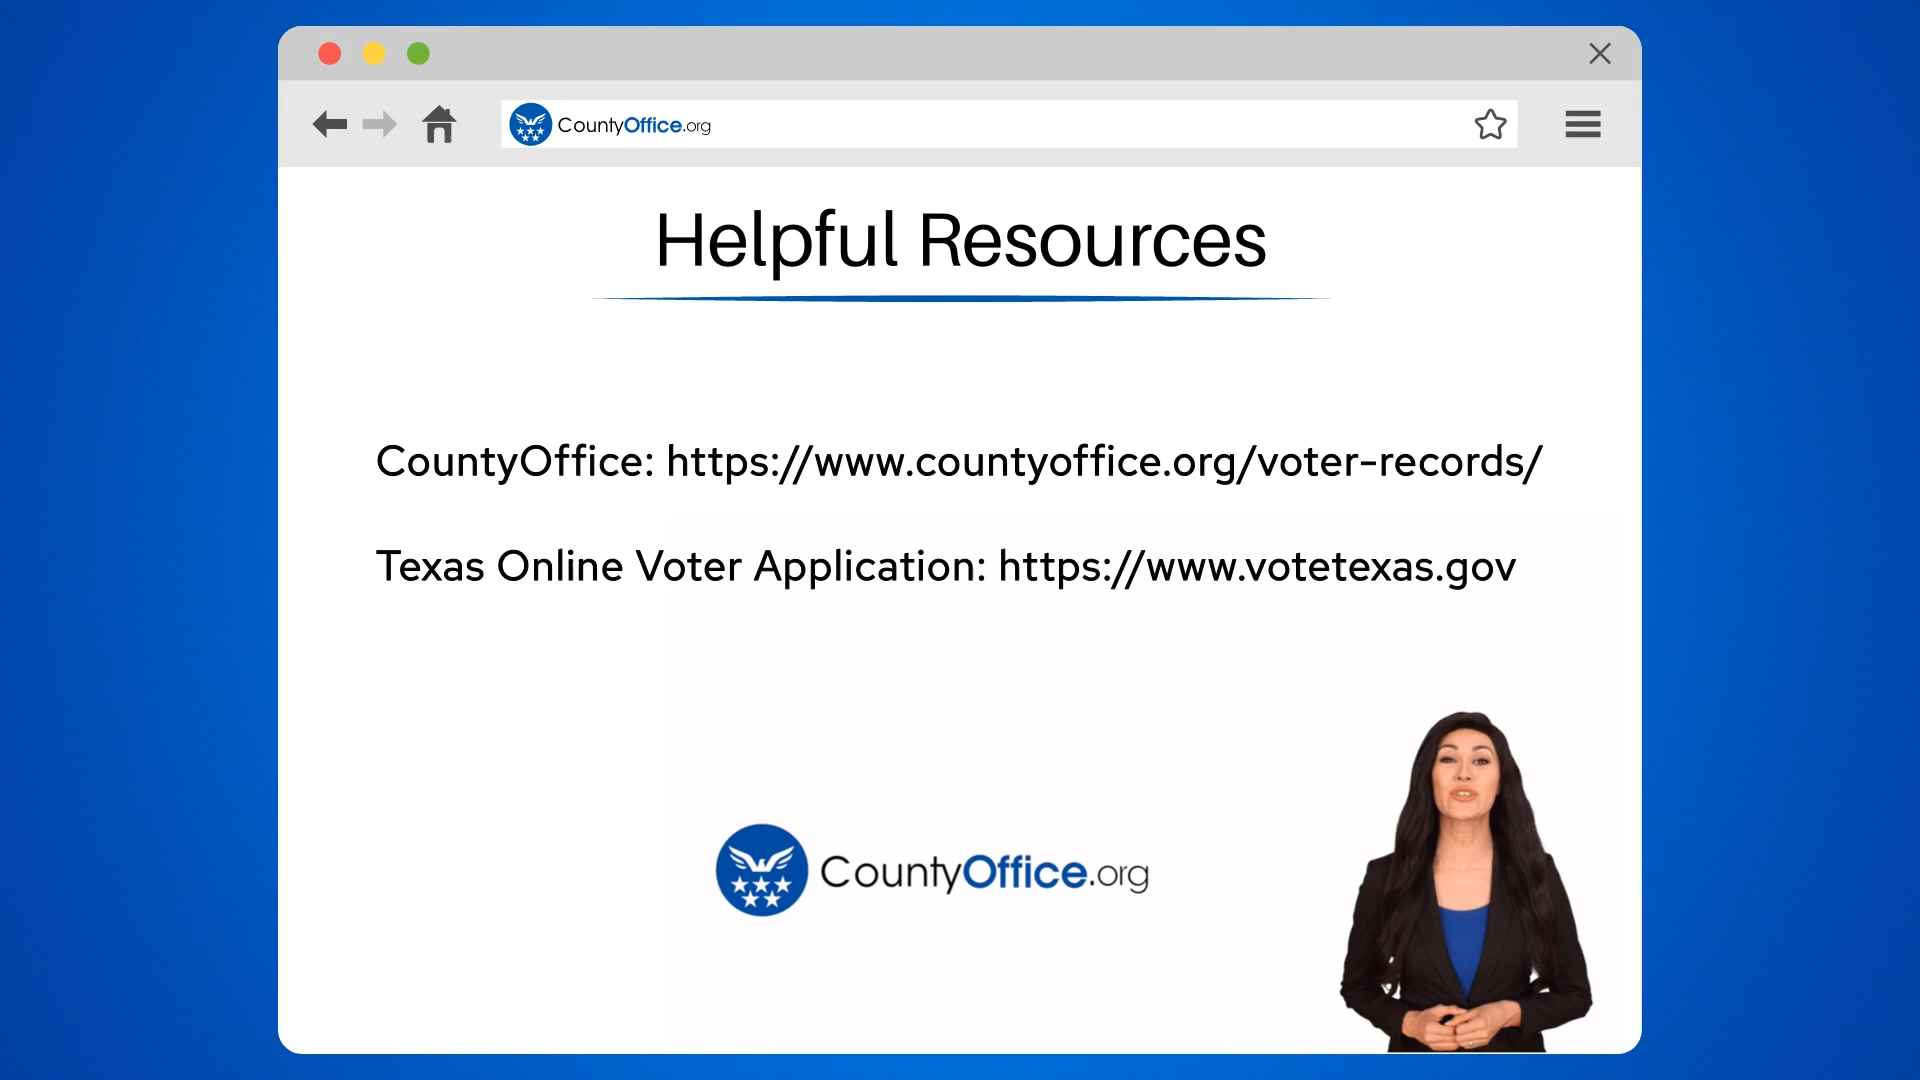 CountyOffice.org
Helpful Resources
CountyOffice: https://www.countyoffice.org/voter-records/
Texas Online Voter Application: https://www.votetexas.gov
CountyOffice.org